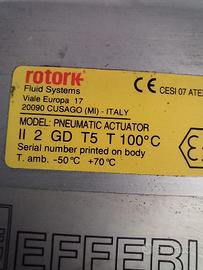 rotork
Fluid Systems
Viale Europa 17
20090 CUSAGO (MI) - ITALY
CE CESI 07 ATEX
MODEL: PNEUMATIC ACTUATOR
II 2 GD T5 T 100°C
Serial number printed on body
T. amb. -50°C +70°C
εx
EFFEBI